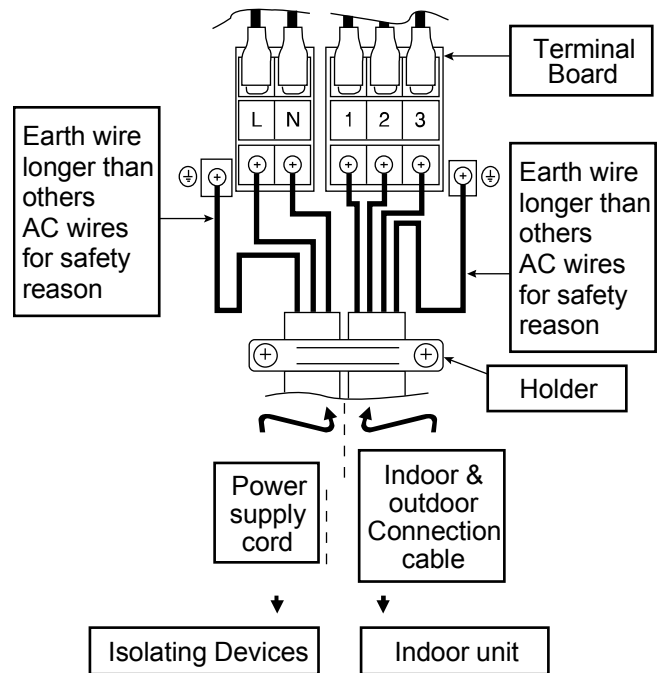 Terminal
Board
L N 1 2 3
Earth wire
longer than
others
AC wires
for safety
reason
Earth wire
longer than
others
AC wires
for safety
reason
Holder
Power
supply
cord
Indoor &
outdoor
Connection
cable
Isolating Devices
Indoor unit